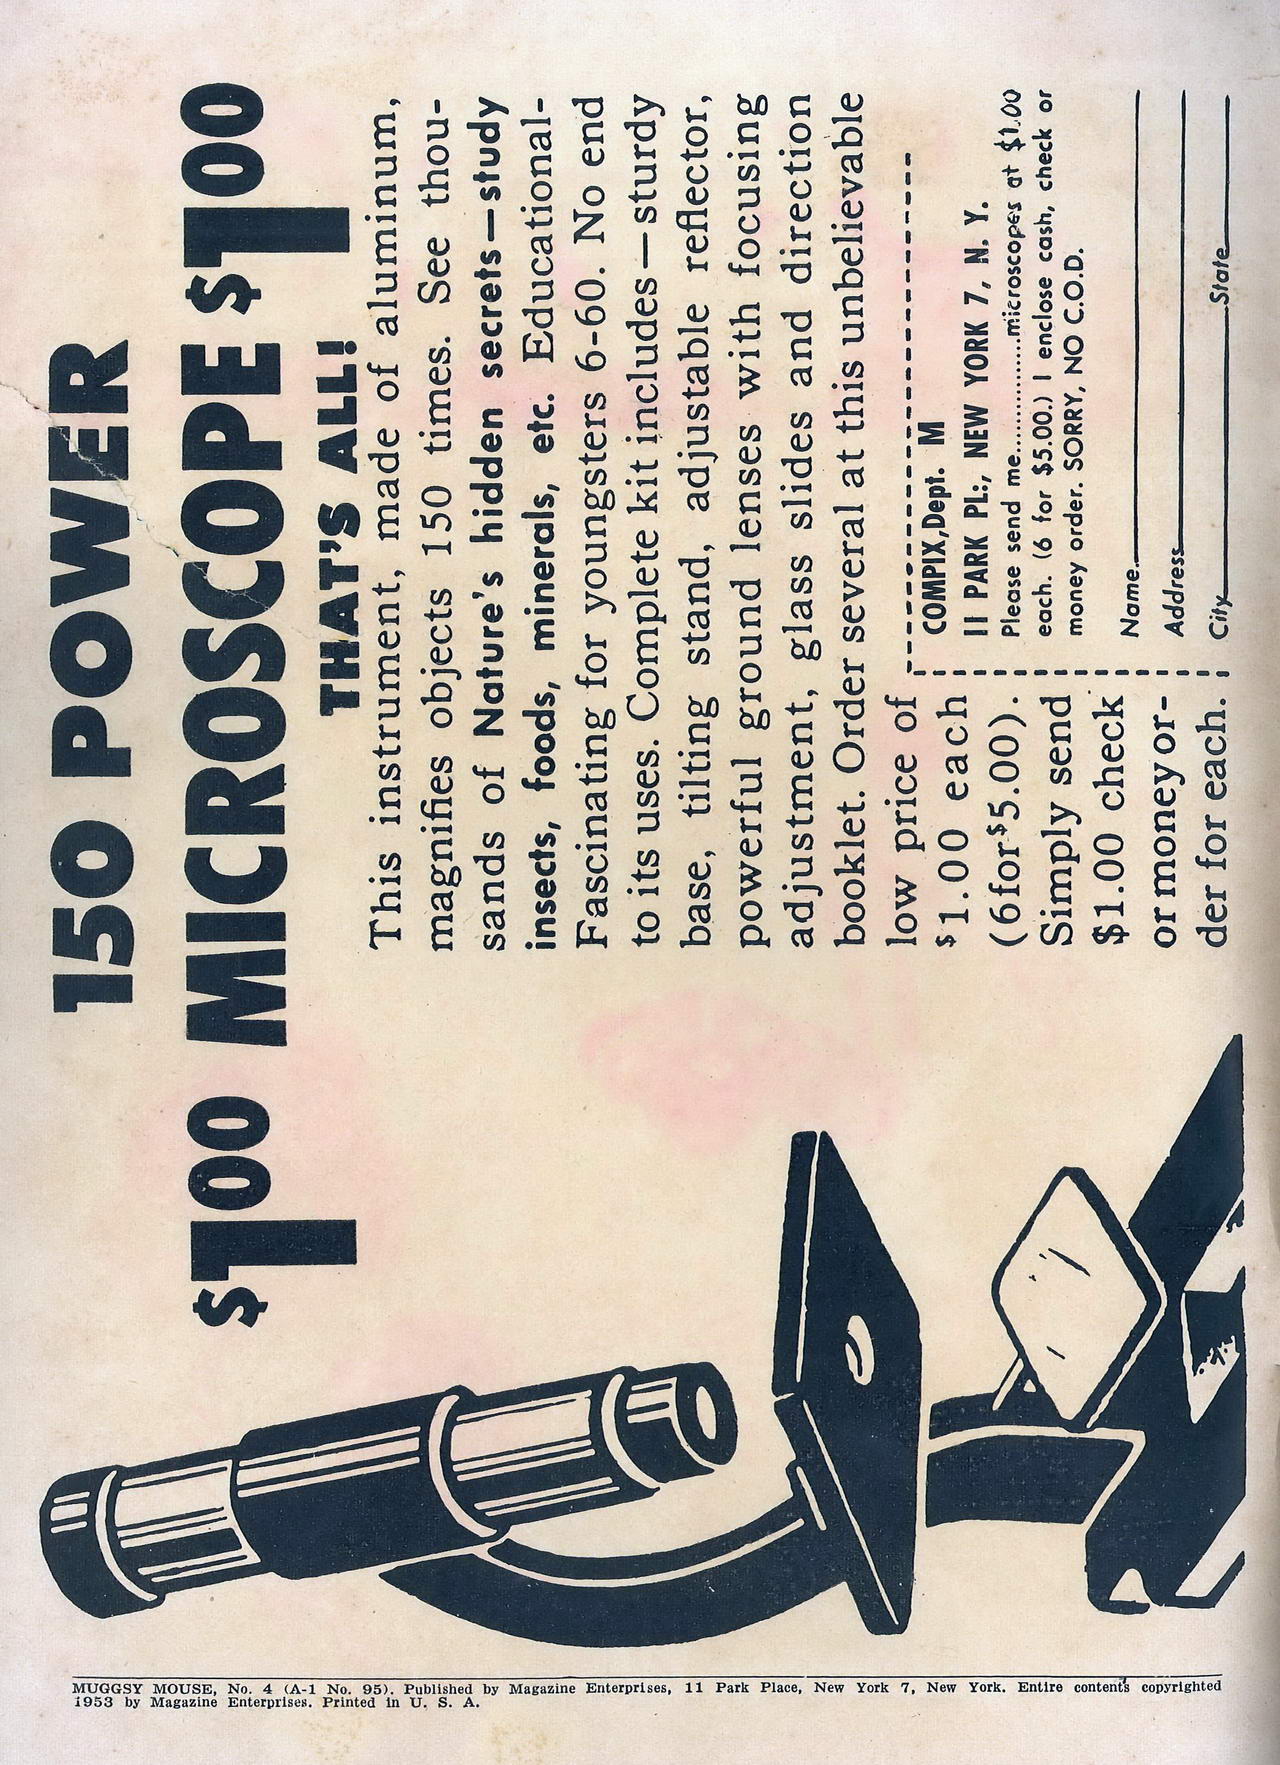 150 POWER
$1.00 MICROSCOPE $1.00
THAT'S ALL!
This instrument, made of aluminum,
magnifies objects 150 times. See thou-
sands of Nature's hidden secrets—study
insects, foods, minerals, etc. Educational-
Fascinating for youngsters 6-60. No end
to its uses. Complete kit includes—sturdy
base, tilting stand, adjustable reflector,
powerful ground lenses with focusing
adjustment, glass slides and direction
booklet. Order several at this unbelievable
low price of
$1.00 each
(6 for $5.00).
Simply send
$1.00 check
or money or-
der for each.
COMPIX, Dept. M
11 PARK PL., NEW YORK 7, N. Y.
Please send me..............microscopes at $1.00
each. (6 for $5.00.) I enclose cash, check or
money order. SORRY, NO C.O.D.
Name
Address
City State
MUGGSY MOUSE, No. 4 (A-1 No. 95). Published by Magazine Enterprises, 11 Park Place, New York 7, New York. Entire contents copyrighted
1953 by Magazine Enterprises. Printed in U. S. A.